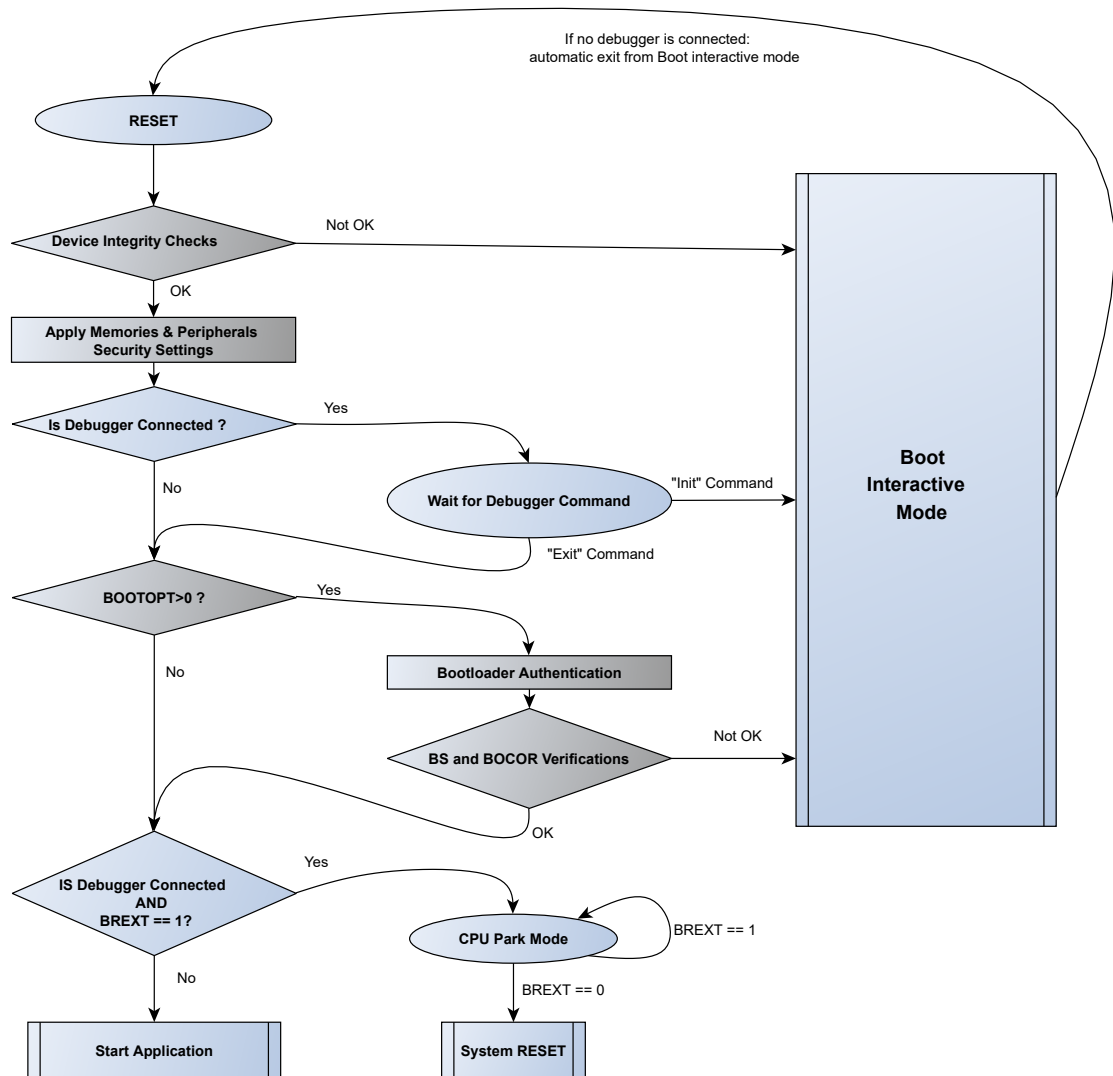 If no debugger is connected:
automatic exit from Boot interactive mode
RESET
Device Integrity Checks
Not OK
OK
Apply Memories & Peripherals
Security Settings
Is Debugger Connected ?
Yes
No
Wait for Debugger Command
"Init" Command
"Exit" Command
Boot
Interactive
Mode
BOOTOPT>0 ?
Yes
No
Bootloader Authentication
BS and BOCOR Verifications
Not OK
OK
IS Debugger Connected
AND
BREXT == 1?
Yes
No
CPU Park Mode
BREXT == 1
BREXT == 0
Start Application
System RESET